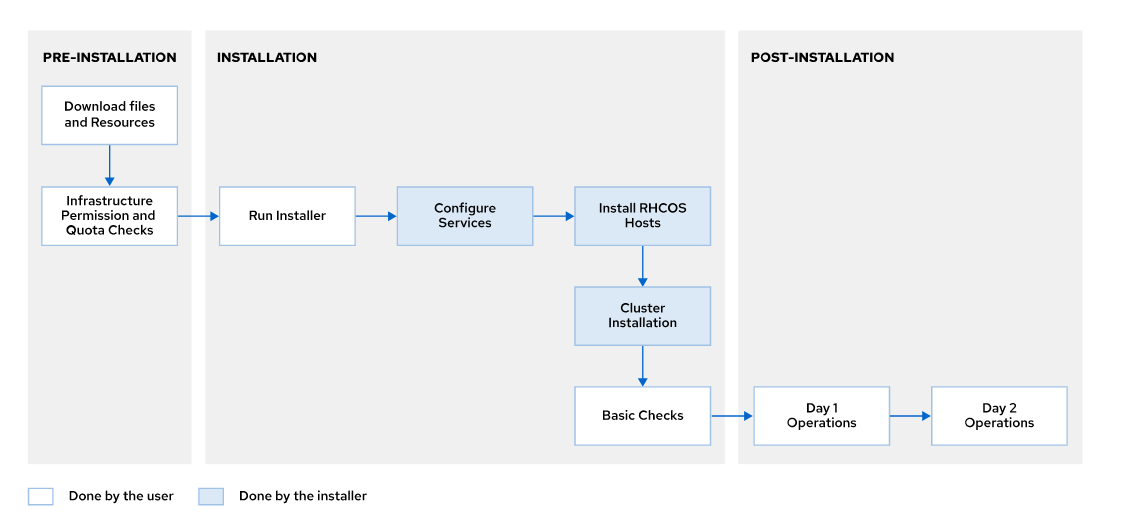 PRE-INSTALLATION
Download files
and Resources
Infrastructure
Permission and
Quota Checks
INSTALLATION
Run Installer
Configure
Services
Install RHCOS
Hosts
Cluster
Installation
Basic Checks
POST-INSTALLATION
Day 1
Operations
Day 2
Operations
Done by the user
Done by the installer